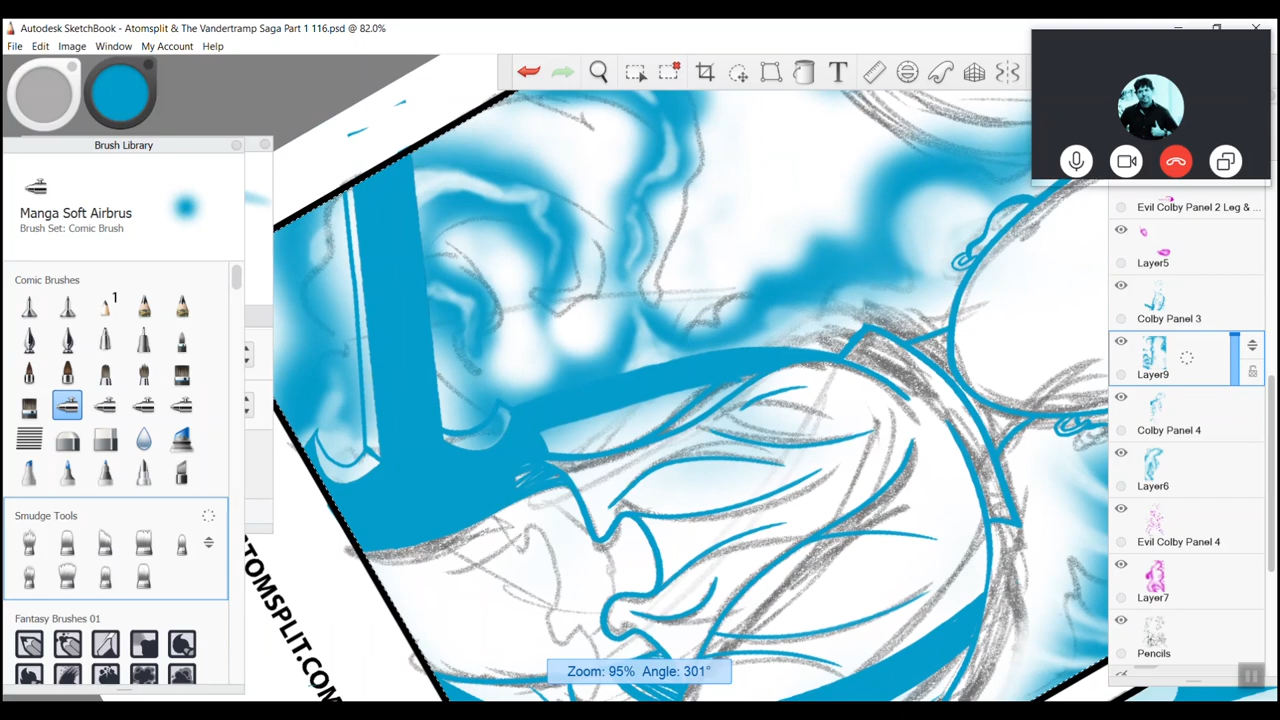 Autodesk SketchBook - Atomsplit & The Vandertramp Saga Part 1 116.psd @ 82.0%
File Edit Image Window My Account Help
T
Brush Library
Manga Soft Airbrus
Brush Set: Comic Brush
Comic Brushes
1
Smudge Tools
Fantasy Brushes 01
TOMSPLIT.COM
Zoom: 95% Angle: 301°
Evil Colby Panel 2 Leg & ...
Layer5
Colby Panel 3
Layer9
Colby Panel 4
Layer6
Evil Colby Panel 4
Layer7
Pencils